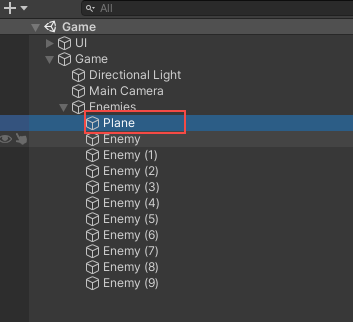 All
Game
UI
Game
Directional Light
Main Camera
Enemies
Plane
Enemy
Enemy (1)
Enemy (2)
Enemy (3)
Enemy (4)
Enemy (5)
Enemy (6)
Enemy (7)
Enemy (8)
Enemy (9)